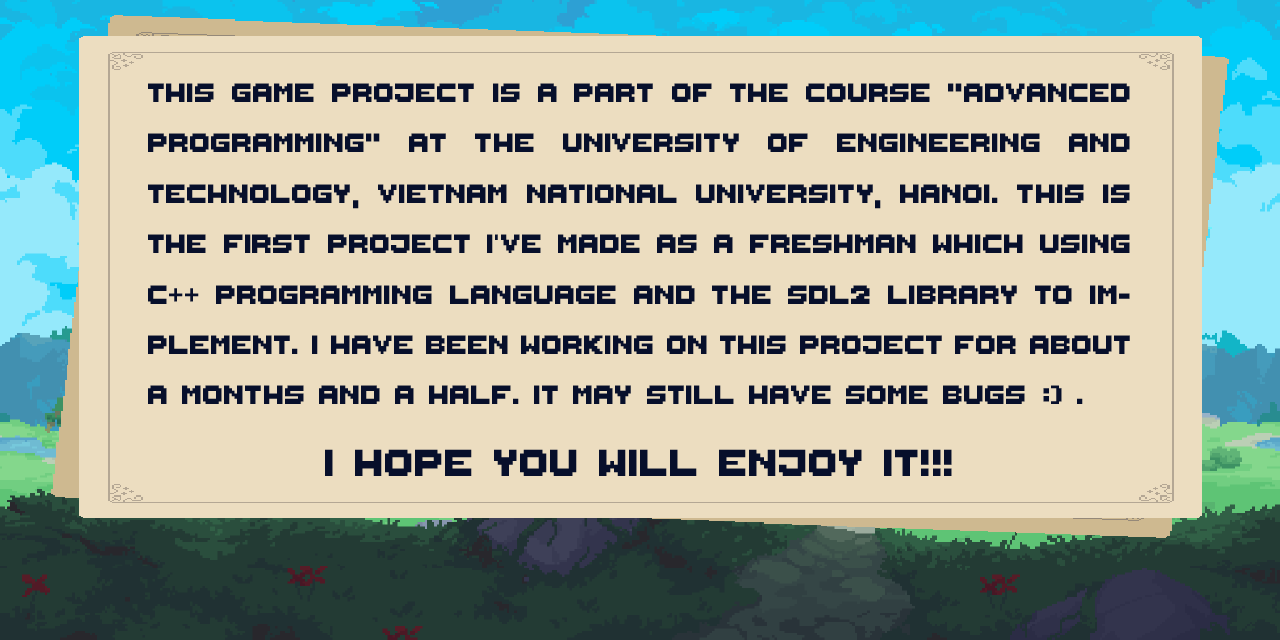 THIS GAME PROJECT IS A PART OF THE COURSE "ADVANCED
PROGRAMMING" AT THE UNIVERSITY OF ENGINEERING AND
TECHNOLOGY, VIETNAM NATIONAL UNIVERSITY, HANOI. THIS IS
THE FIRST PROJECT I'VE MADE AS A FRESHMAN WHICH USING
C++ PROGRAMMING LANGUAGE AND THE SDL2 LIBRARY TO IM-
PLEMENT. I HAVE BEEN WORKING ON THIS PROJECT FOR ABOUT
A MONTHS AND A HALF. IT MAY STILL HAVE SOME BUGS :) .
I HOPE YOU WILL ENJOY IT!!!